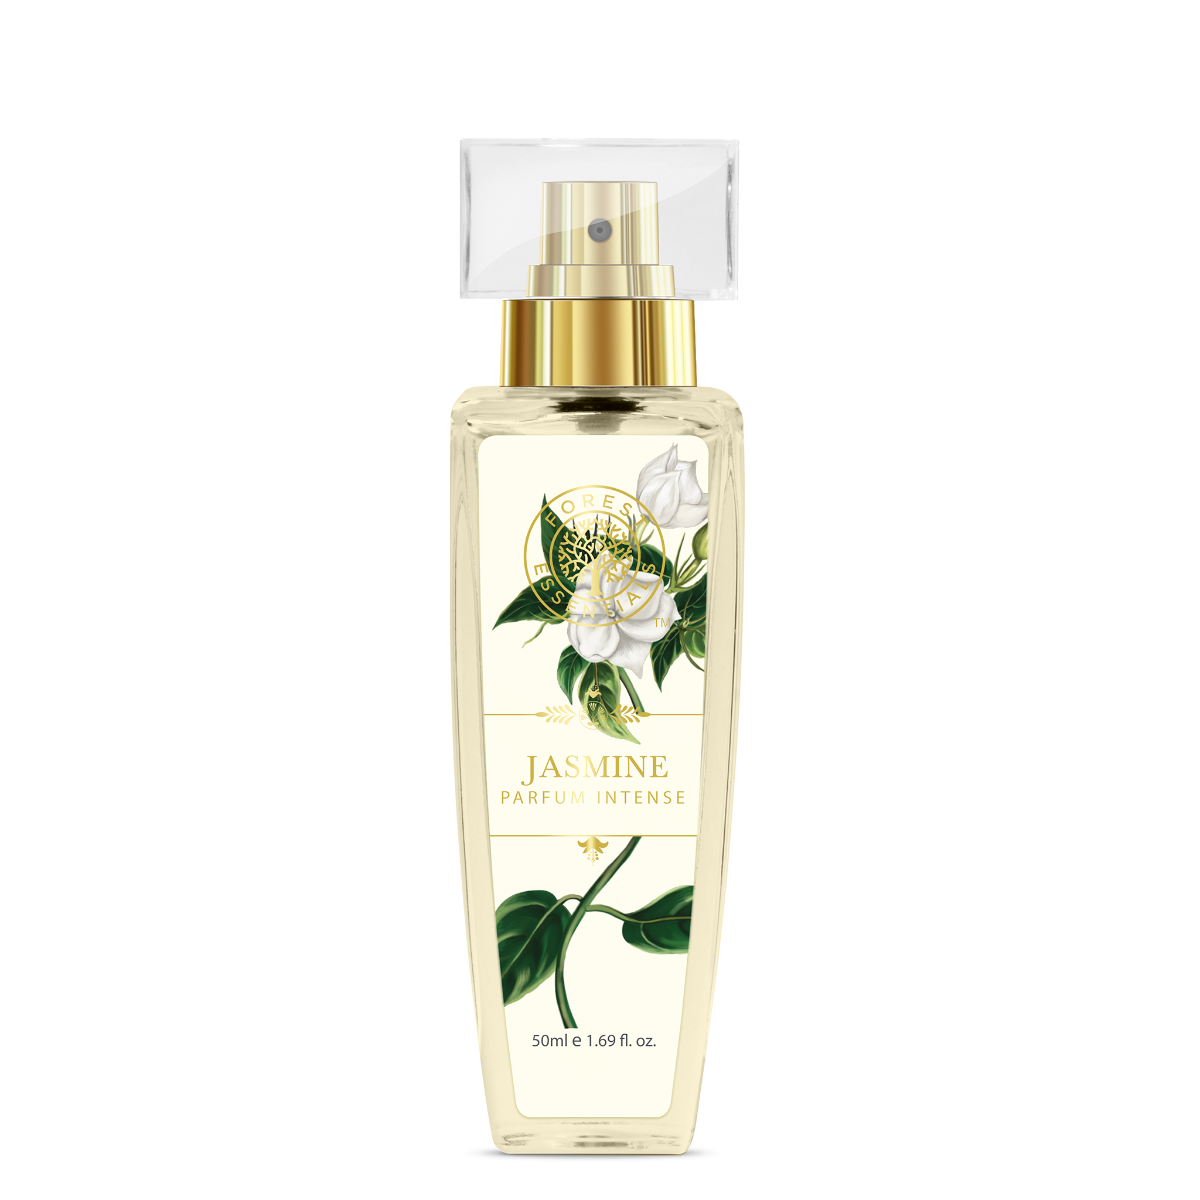 FOREST
ESSENTIALS
TM
JASMINE
PARFUM INTENSE
50ml e 1.69 fl. oz.